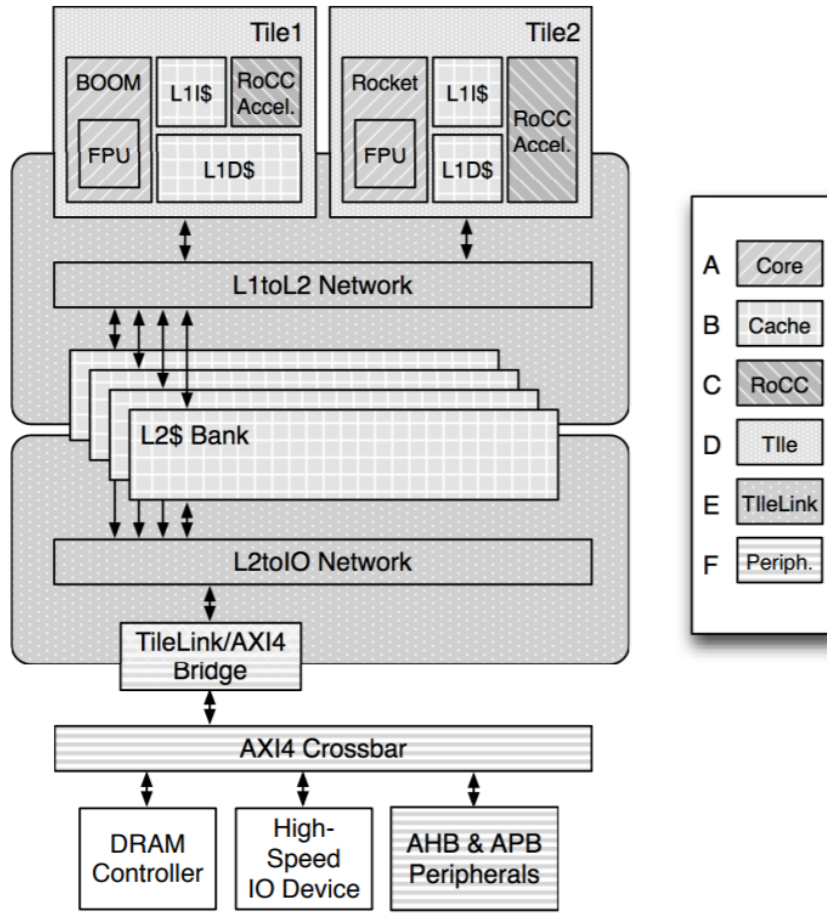 Tile1
BOOM
FPU
L1I$
RoCC
Accel.
L1D$
Tile2
Rocket
FPU
L1I$
L1D$
RoCC
Accel.
L1toL2 Network
L2$ Bank
L2toIO Network
TileLink/AXI4
Bridge
AXI4 Crossbar
DRAM
Controller
High-
Speed
IO Device
AHB & APB
Peripherals
A Core
B Cache
C RoCC
D TIle
E TIleLink
F Periph.